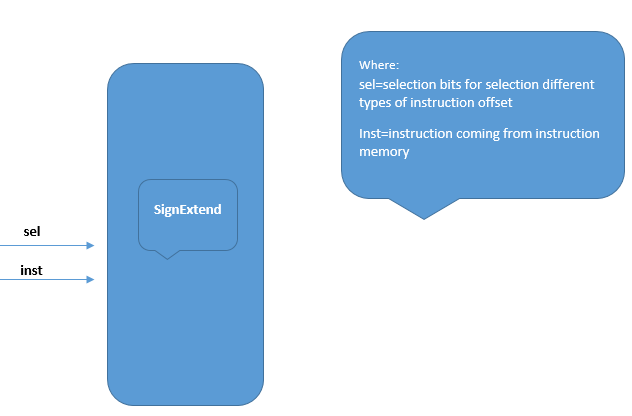 Where:
sel=selection bits for selection different
types of instruction offset
Inst=instruction coming from instruction
memory
SignExtend
sel
inst